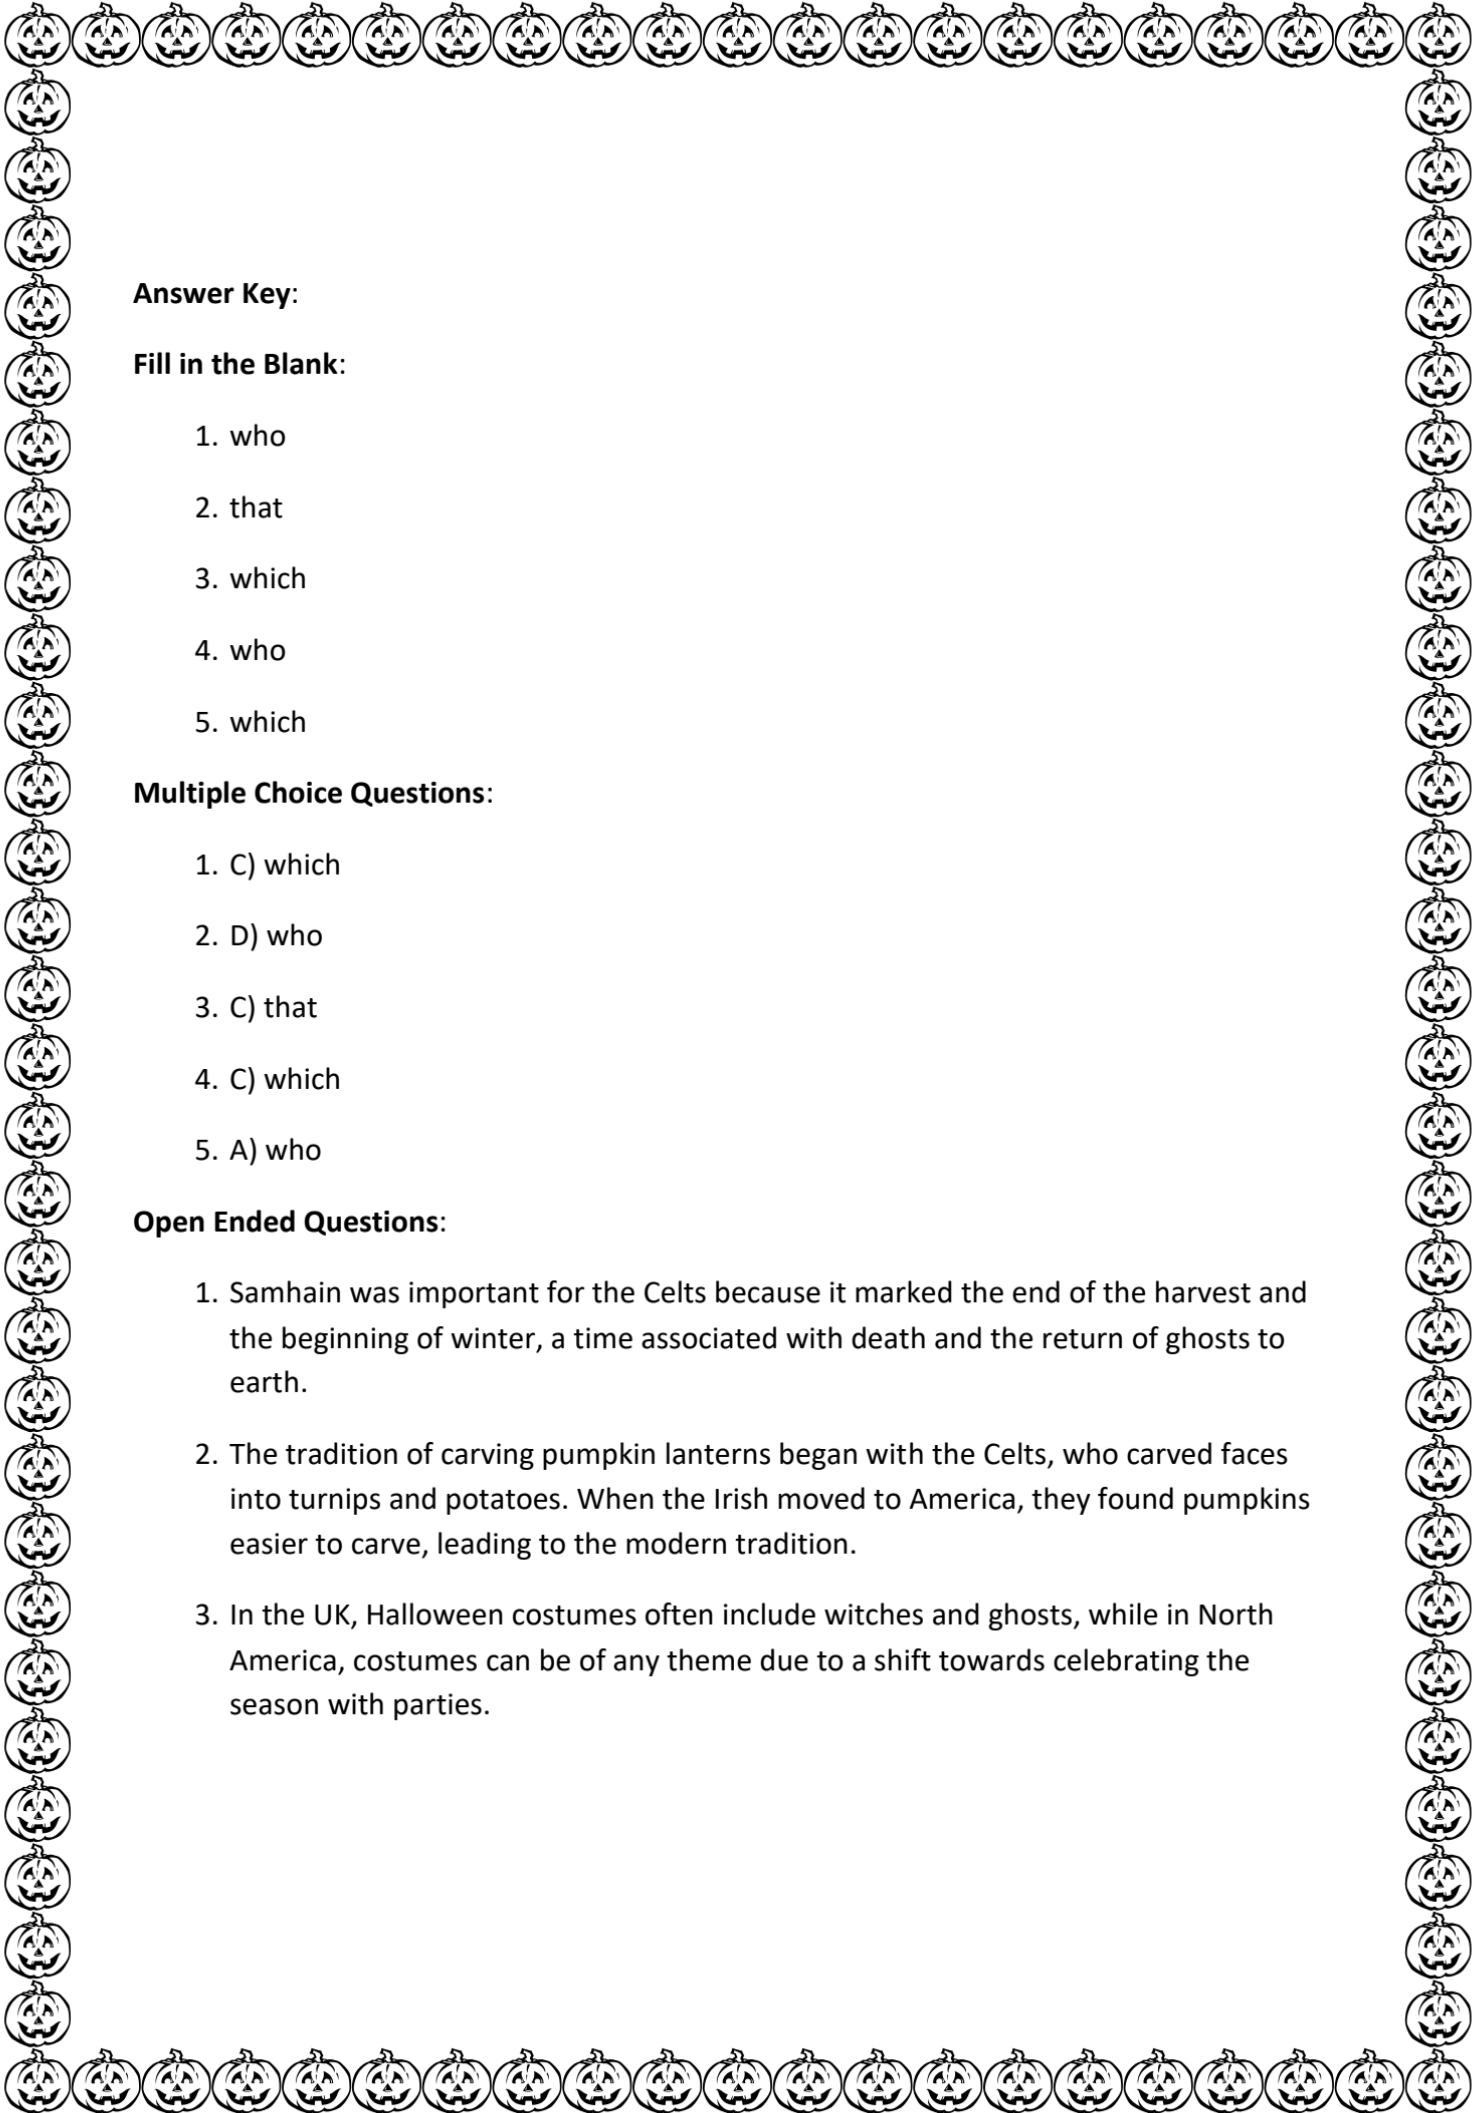 Answer Key:
Fill in the Blank:
1. who
2. that
3. which
4. who
5. which
Multiple Choice Questions:
1. C) which
2. D) who
3. C) that
4. C) which
5. A) who
Open Ended Questions:
1. Samhain was important for the Celts because it marked the end of the harvest and
the beginning of winter, a time associated with death and the return of ghosts to
earth.
2. The tradition of carving pumpkin lanterns began with the Celts, who carved faces
into turnips and potatoes. When the Irish moved to America, they found pumpkins
easier to carve, leading to the modern tradition.
3. In the UK, Halloween costumes often include witches and ghosts, while in North
America, costumes can be of any theme due to a shift towards celebrating the
season with parties.